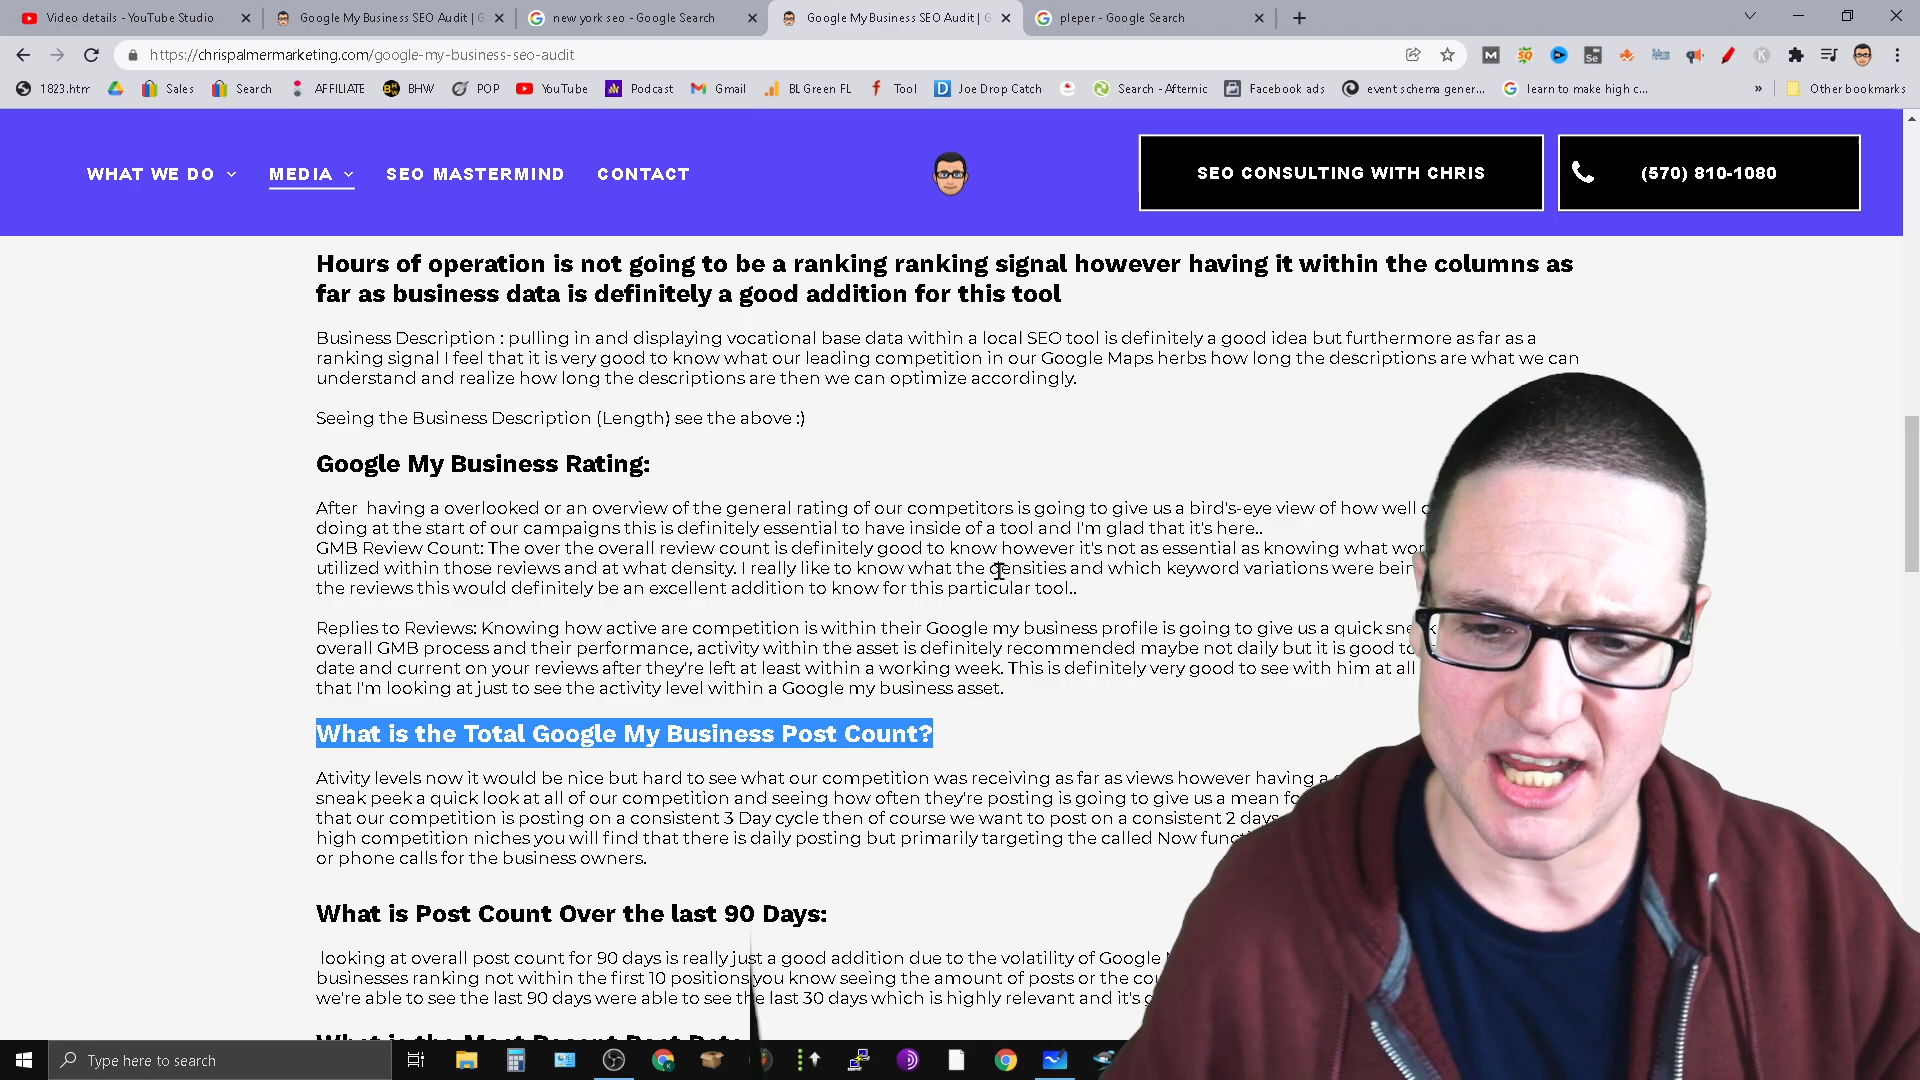 Video details - YouTube Studio
Google My Business SEO Audit | G
new york seo - Google Search
Google My Business SEO Audit | G
pleper - Google Search
https://chrispalmermarketing.com/google-my-business-seo-audit
1823.htm
Sales
Search
AFFILIATE
BHW
POP
YouTube
Podcast
Gmail
BL Green FL
Tool
Joe Drop Catch
Search - Afternic
Facebook ads
event schema gener...
learn to make high c...
»
Other bookmarks
WHAT WE DO
MEDIA
SEO MASTERMIND
CONTACT
SEO CONSULTING WITH CHRIS
(570) 810-1080
Hours of operation is not going to be a ranking ranking signal however having it within the columns as
far as business data is definitely a good addition for this tool
Business Description : pulling in and displaying vocational base data within a local SEO tool is definitely a good idea but furthermore as far as a
ranking signal I feel that it is very good to know what our leading competition in our Google Maps herbs how long the descriptions are what we can
understand and realize how long the descriptions are then we can optimize accordingly.
Seeing the Business Description (Length) see the above :)
Google My Business Rating:
After having a overlooked or an overview of the general rating of our competitors is going to give us a bird's-eye view of how well
doing at the start of our campaigns this is definitely essential to have inside of a tool and I'm glad that it's here..
GMB Review Count: The over the overall review count is definitely good to know however it's not as essential as knowing what wor
utilized within those reviews and at what density. I really like to know what the densities and which keyword variations were bein
the reviews this would definitely be an excellent addition to know for this particular tool..
Replies to Reviews: Knowing how active are competition is within their Google my business profile is going to give us a quick sneak
overall GMB process and their performance, activity within the asset is definitely recommended maybe not daily but it is good to
date and current on your reviews after they're left at least within a working week. This is definitely very good to see with him at all
that I'm looking at just to see the activity level within a Google my business asset.
What is the Total Google My Business Post Count?
Ativity levels now it would be nice but hard to see what our competition was receiving as far as views however having a
sneak peek a quick look at all of our competition and seeing how often they're posting is going to give us a mean fo
that our competition is posting on a consistent 3 Day cycle then of course we want to post on a consistent 2 days
high competition niches you will find that there is daily posting but primarily targeting the called Now func
or phone calls for the business owners.
What is Post Count Over the last 90 Days:
looking at overall post count for 90 days is really just a good addition due to the volatility of Google
businesses ranking not within the first 10 positions you know seeing the amount of posts or the cou
we're able to see the last 90 days were able to see the last 30 days which is highly relevant and it's
What is the Most Recent Post Date
Type here to search